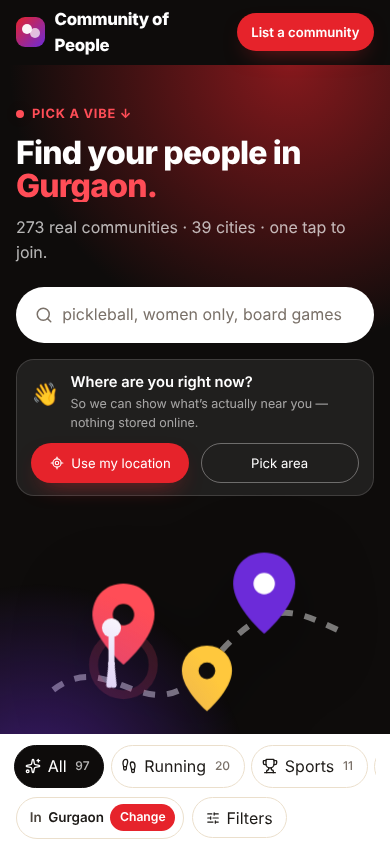 Community of
People
List a community
PICK A VIBE ↓
Find your people in
Gurgaon.
273 real communities · 39 cities · one tap to
join.
pickleball, women only, board games
Where are you right now?
So we can show what's actually near you —
nothing stored online.
Use my location
Pick area
All 97
Running 20
Sports 11
In Gurgaon Change
Filters